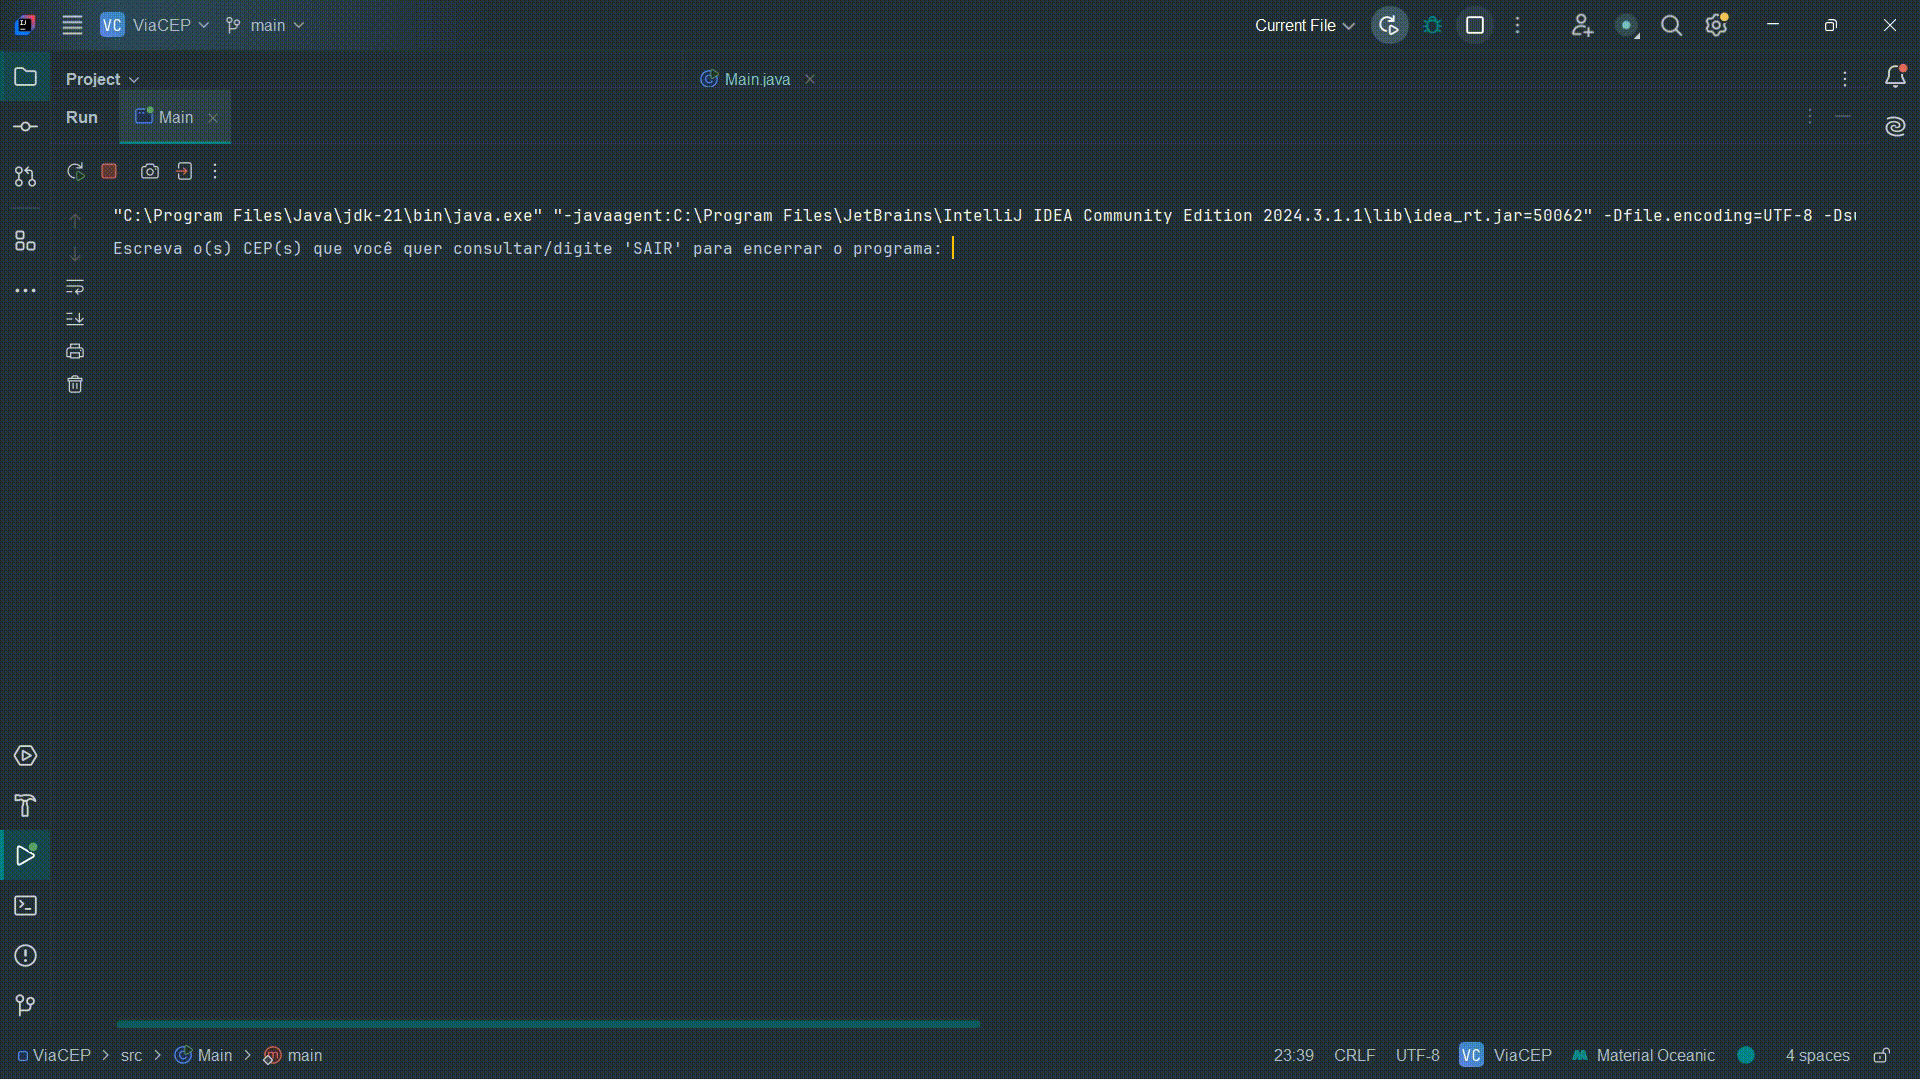 VC ViaCEP main Current File
Project Main.java
Run Main
"C:\Program Files\Java\jdk-21\bin\java.exe" "-javaagent:C:\Program Files\JetBrains\IntelliJ IDEA Community Edition 2024.3.1.1\lib\idea_rt.jar=50062" -Dfile.encoding=UTF-8 -Dsu
Escreva o(s) CEP(s) que você quer consultar/digite 'SAIR' para encerrar o programa:
ViaCEP > src > Main > main 23:39 CRLF UTF-8 VC ViaCEP Material Oceanic 4 spaces